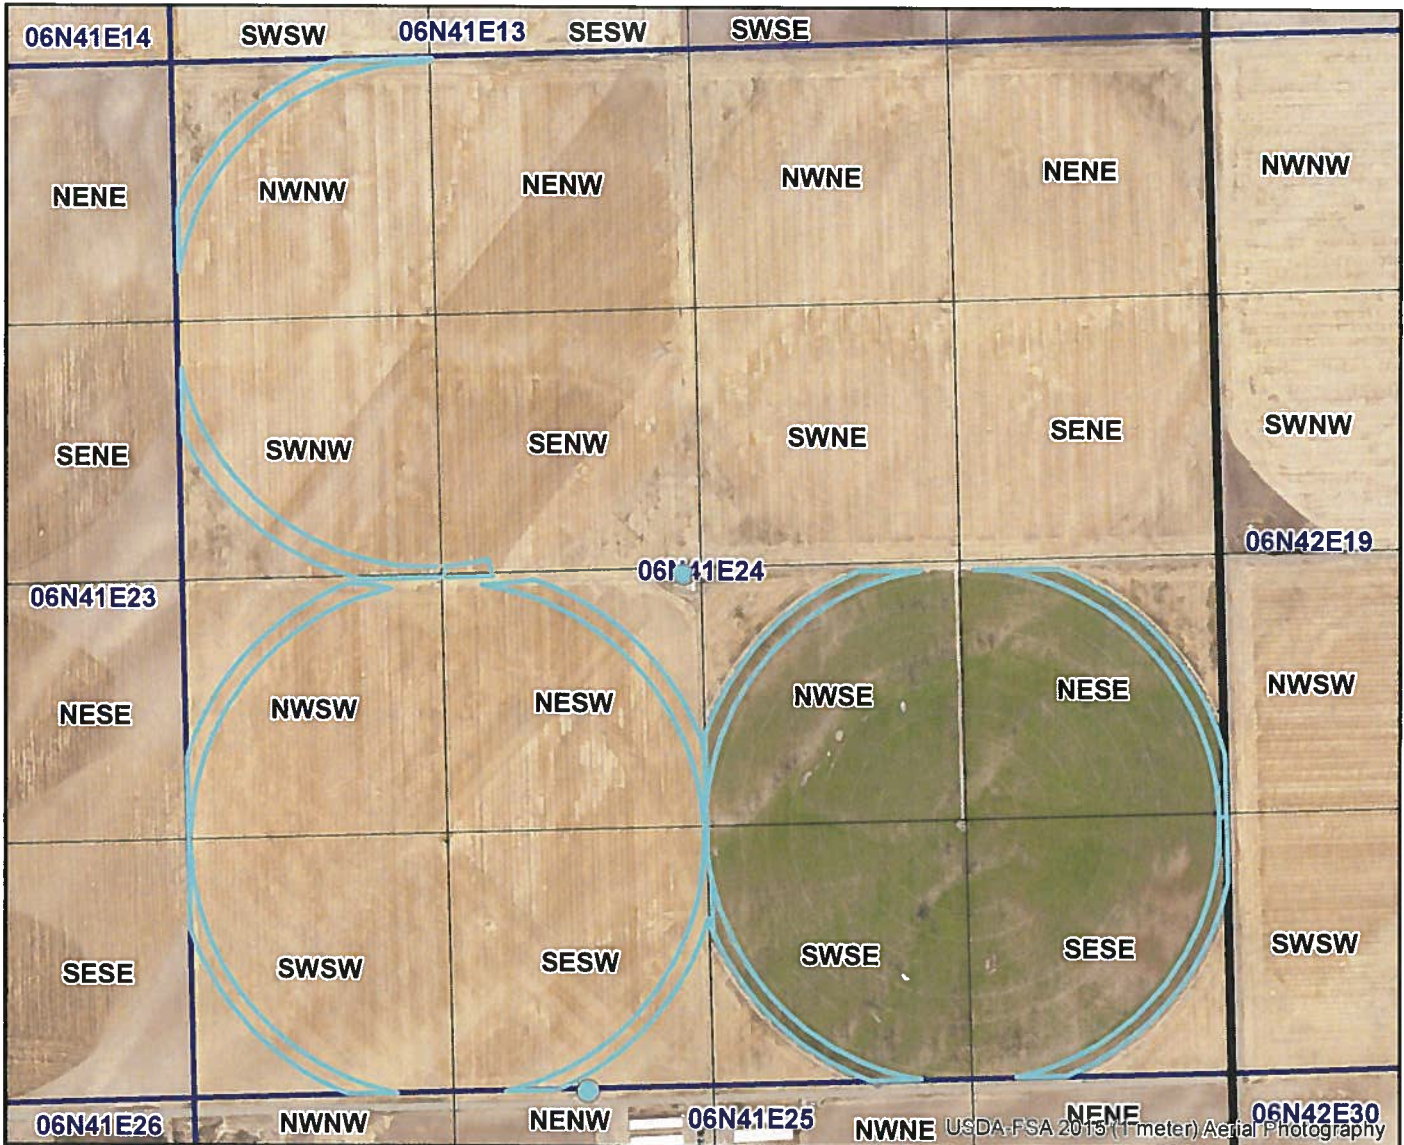 06N41E14 SWSW 06N41E13 SESW SWSE
NENE NWNW NENW NWNE NENE NWNW
SENE SWNW SENW SWNE SENE SWNW
06N41E23 06N41E24 06N42E19
NESE NWSW NESW NWSE NESE NWSW
SESE SWSW SESW SWSE SESE SWSW
06N41E26 NWNW NENW 06N41E25 NWNE NENE 06N42E30
USDA-FSA 2015 (1 meter) Aerial Photography